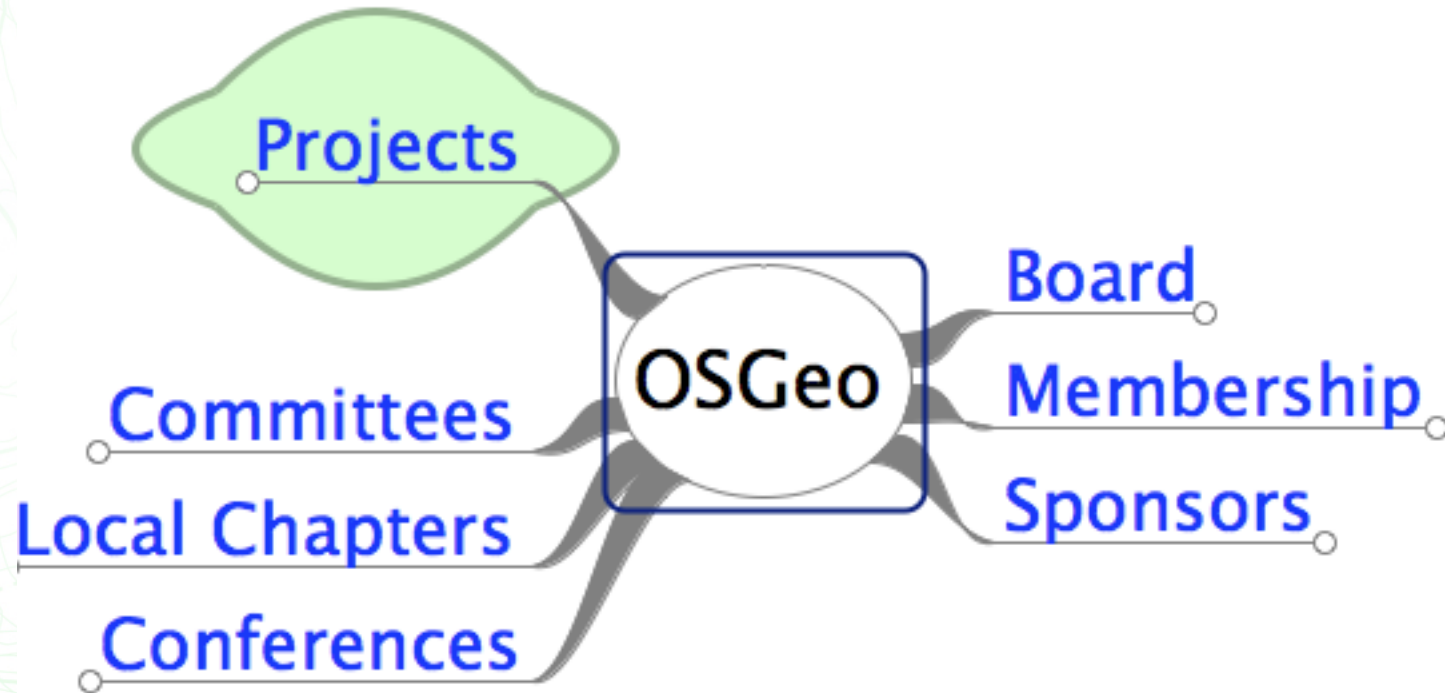 Projects
OSGeo
Board
Membership
Sponsors
Committees
Local Chapters
Conferences